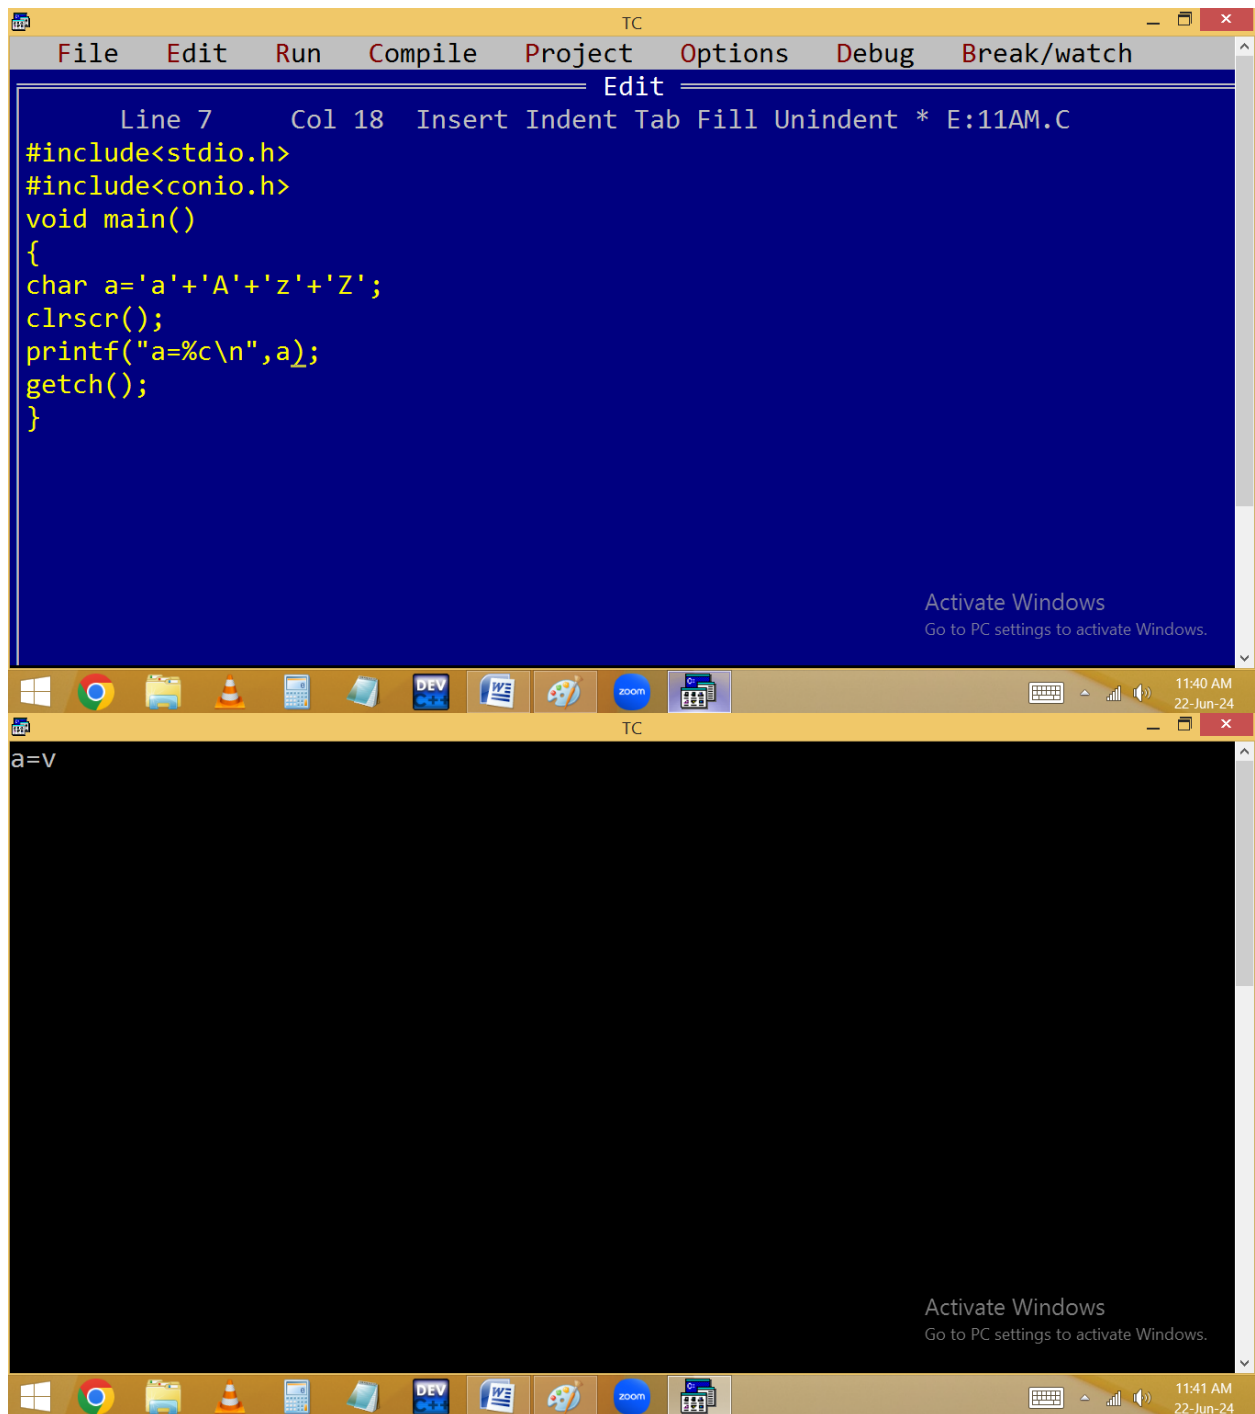 TC
File Edit Run Compile Project Options Debug Break/watch
Edit
Line 7 Col 18 Insert Indent Tab Fill Unindent * E:11AM.C
#include<stdio.h>
#include<conio.h>
void main()
{
char a='a'+'A'+'z'+'Z';
clrscr();
printf("a=%c\n",a);
getch();
}
Activate Windows
Go to PC settings to activate Windows.
DEV
C++
zoom
11:40 AM
22-Jun-24
TC
a=v
Activate Windows
Go to PC settings to activate Windows.
DEV
C++
zoom
11:41 AM
22-Jun-24